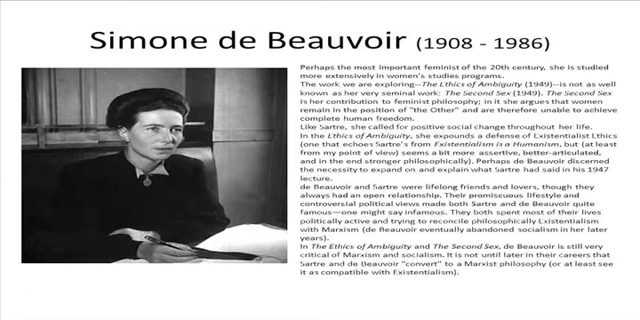 Simone de Beauvoir (1908 - 1986)
Perhaps the most important feminist of the 20th century, she is studied
more extensively in women's studies programs.
The work we are exploring--The Ethics of Ambiguity (1949)--is not as well
known as her very seminal work: The Second Sex (1949). The Second Sex
is her contribution to feminist philosophy; in it she argues that women
remain in the position of "the Other" and are therefore unable to achieve
complete human freedom.
Like Sartre, she called for positive social change throughout her life.
In the Ethics of Ambiguity, she expounds a defense of Existentialist Ethics
(one that echoes Sartre's from Existentialism is a Humanism, but (at least
from my point of view) seems a bit more assertive, better-articulated,
and in the end stronger philosophically). Perhaps de Beauvoir discerned
the necessity to expand on and explain what Sartre had said in his 1947
lecture.
de Beauvoir and Sartre were lifelong friends and lovers, though they
always had an open relationship. Their promiscuous lifestyle and
controversial political views made both Sartre and de Beauvoir quite
famous—one might say infamous. They both spent most of their lives
politically active and trying to reconcile philosophically Existentialism
with Marxism (de Beauvoir eventually abandoned socialism in her later
years).
In The Ethics of Ambiguity and The Second Sex, de Beauvoir is still very
critical of Marxism and socialism. It is not until later in their careers that
Sartre and de Beauvoir "convert" to a Marxist philosophy (or at least see
it as compatible with Existentialism).